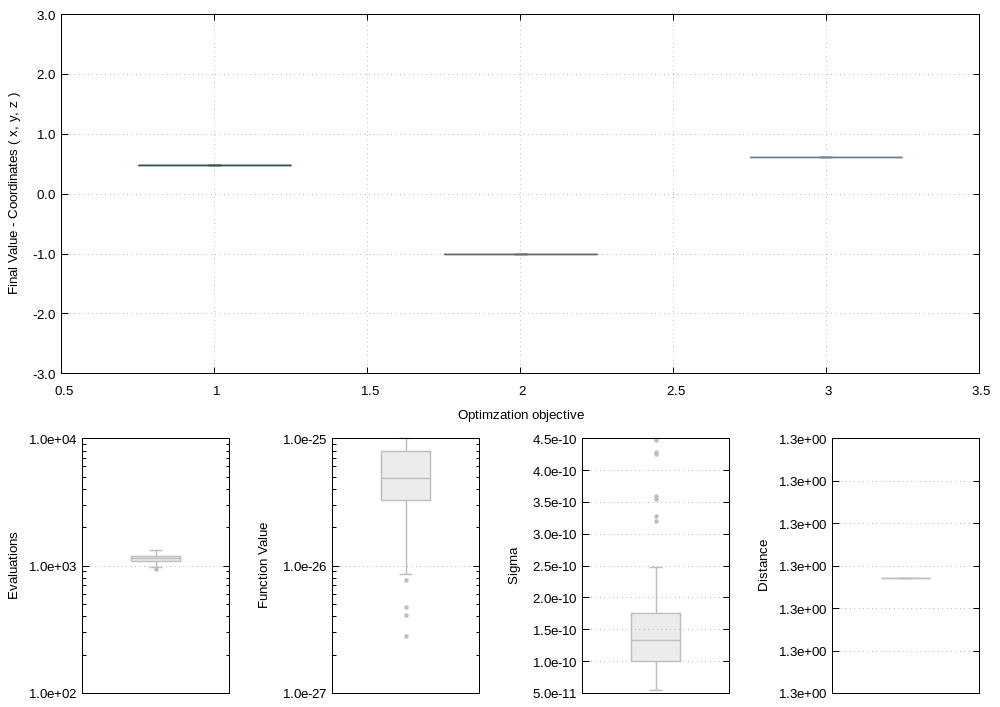 3.0
2.0
1.0
0.0
-1.0
-2.0
-3.0
Final Value - Coordinates ( x, y, z )
0.5 1 1.5 2 2.5 3 3.5
Optimzation objective
1.0e+04
1.0e+03
1.0e+02
Evaluations
1.0e-25
1.0e-26
1.0e-27
Function Value
4.5e-10
4.0e-10
3.5e-10
3.0e-10
2.5e-10
2.0e-10
1.5e-10
1.0e-10
5.0e-11
Sigma
1.3e+00
1.3e+00
1.3e+00
1.3e+00
1.3e+00
1.3e+00
1.3e+00
Distance